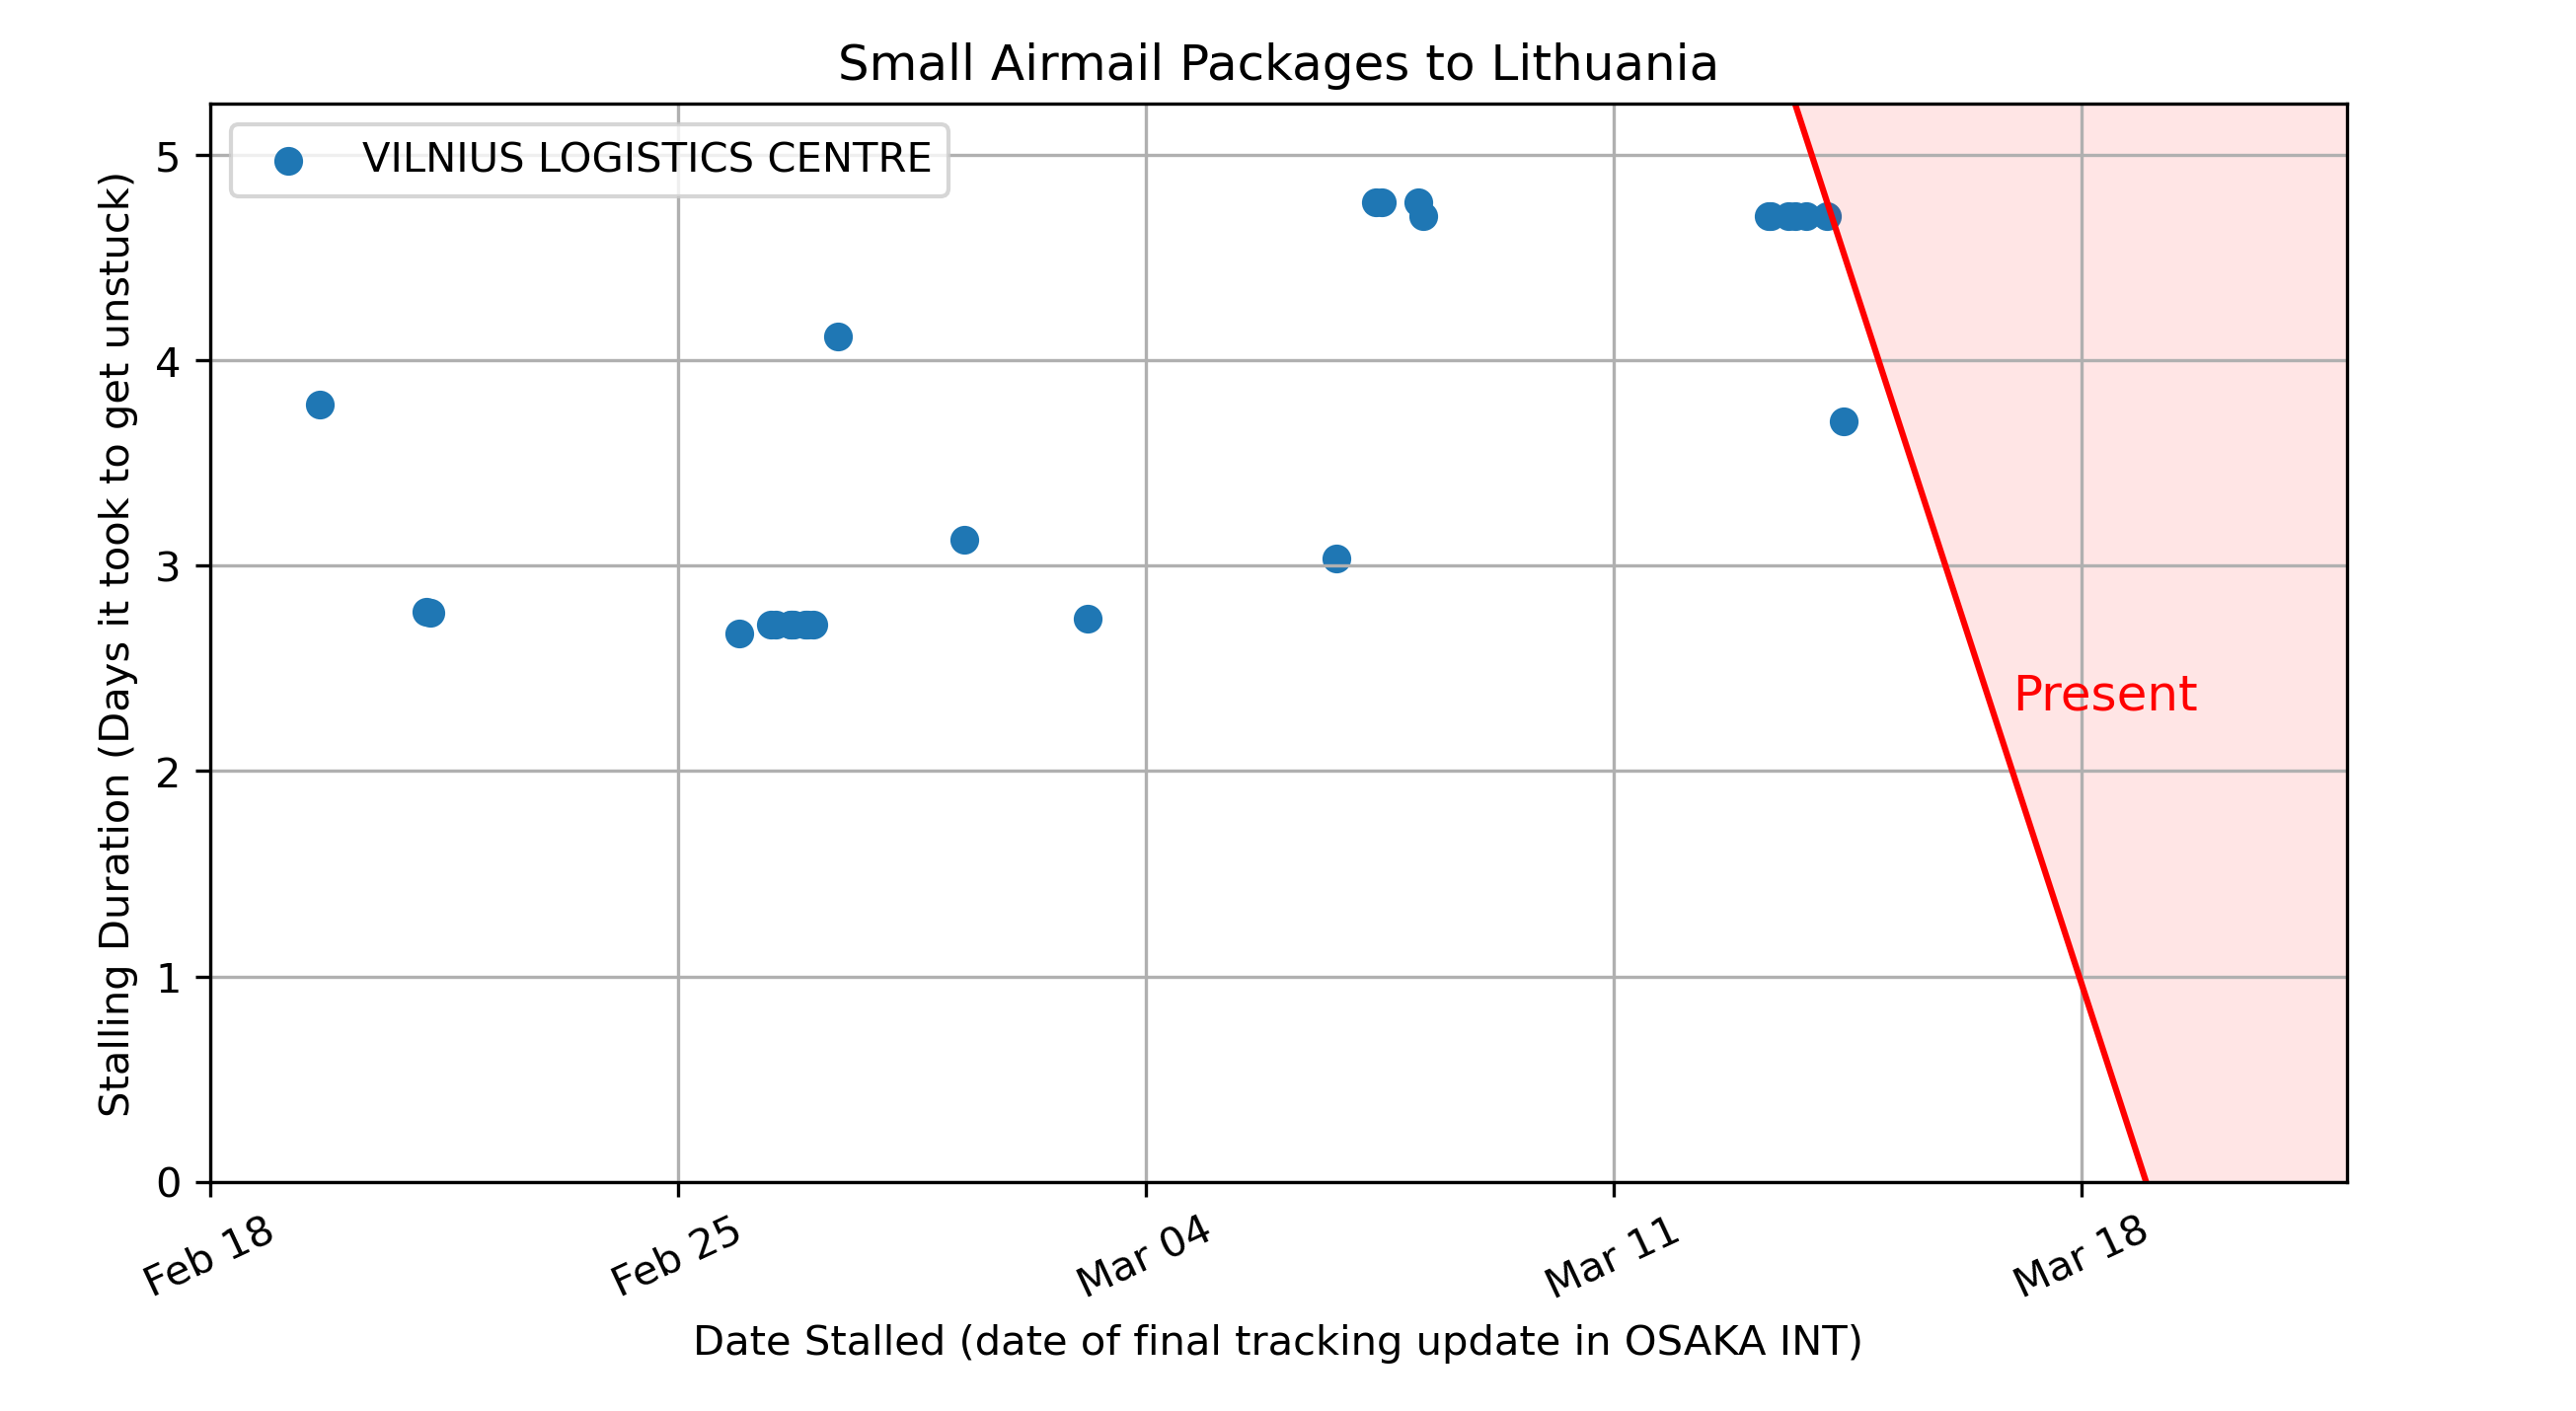 Small Airmail Packages to Lithuania
VILNIUS LOGISTICS CENTRE
Stalling Duration (Days it took to get unstuck)
5
4
3
2
1
0
Present
Feb 18
Feb 25
Mar 04
Mar 11
Mar 18
Date Stalled (date of final tracking update in OSAKA INT)